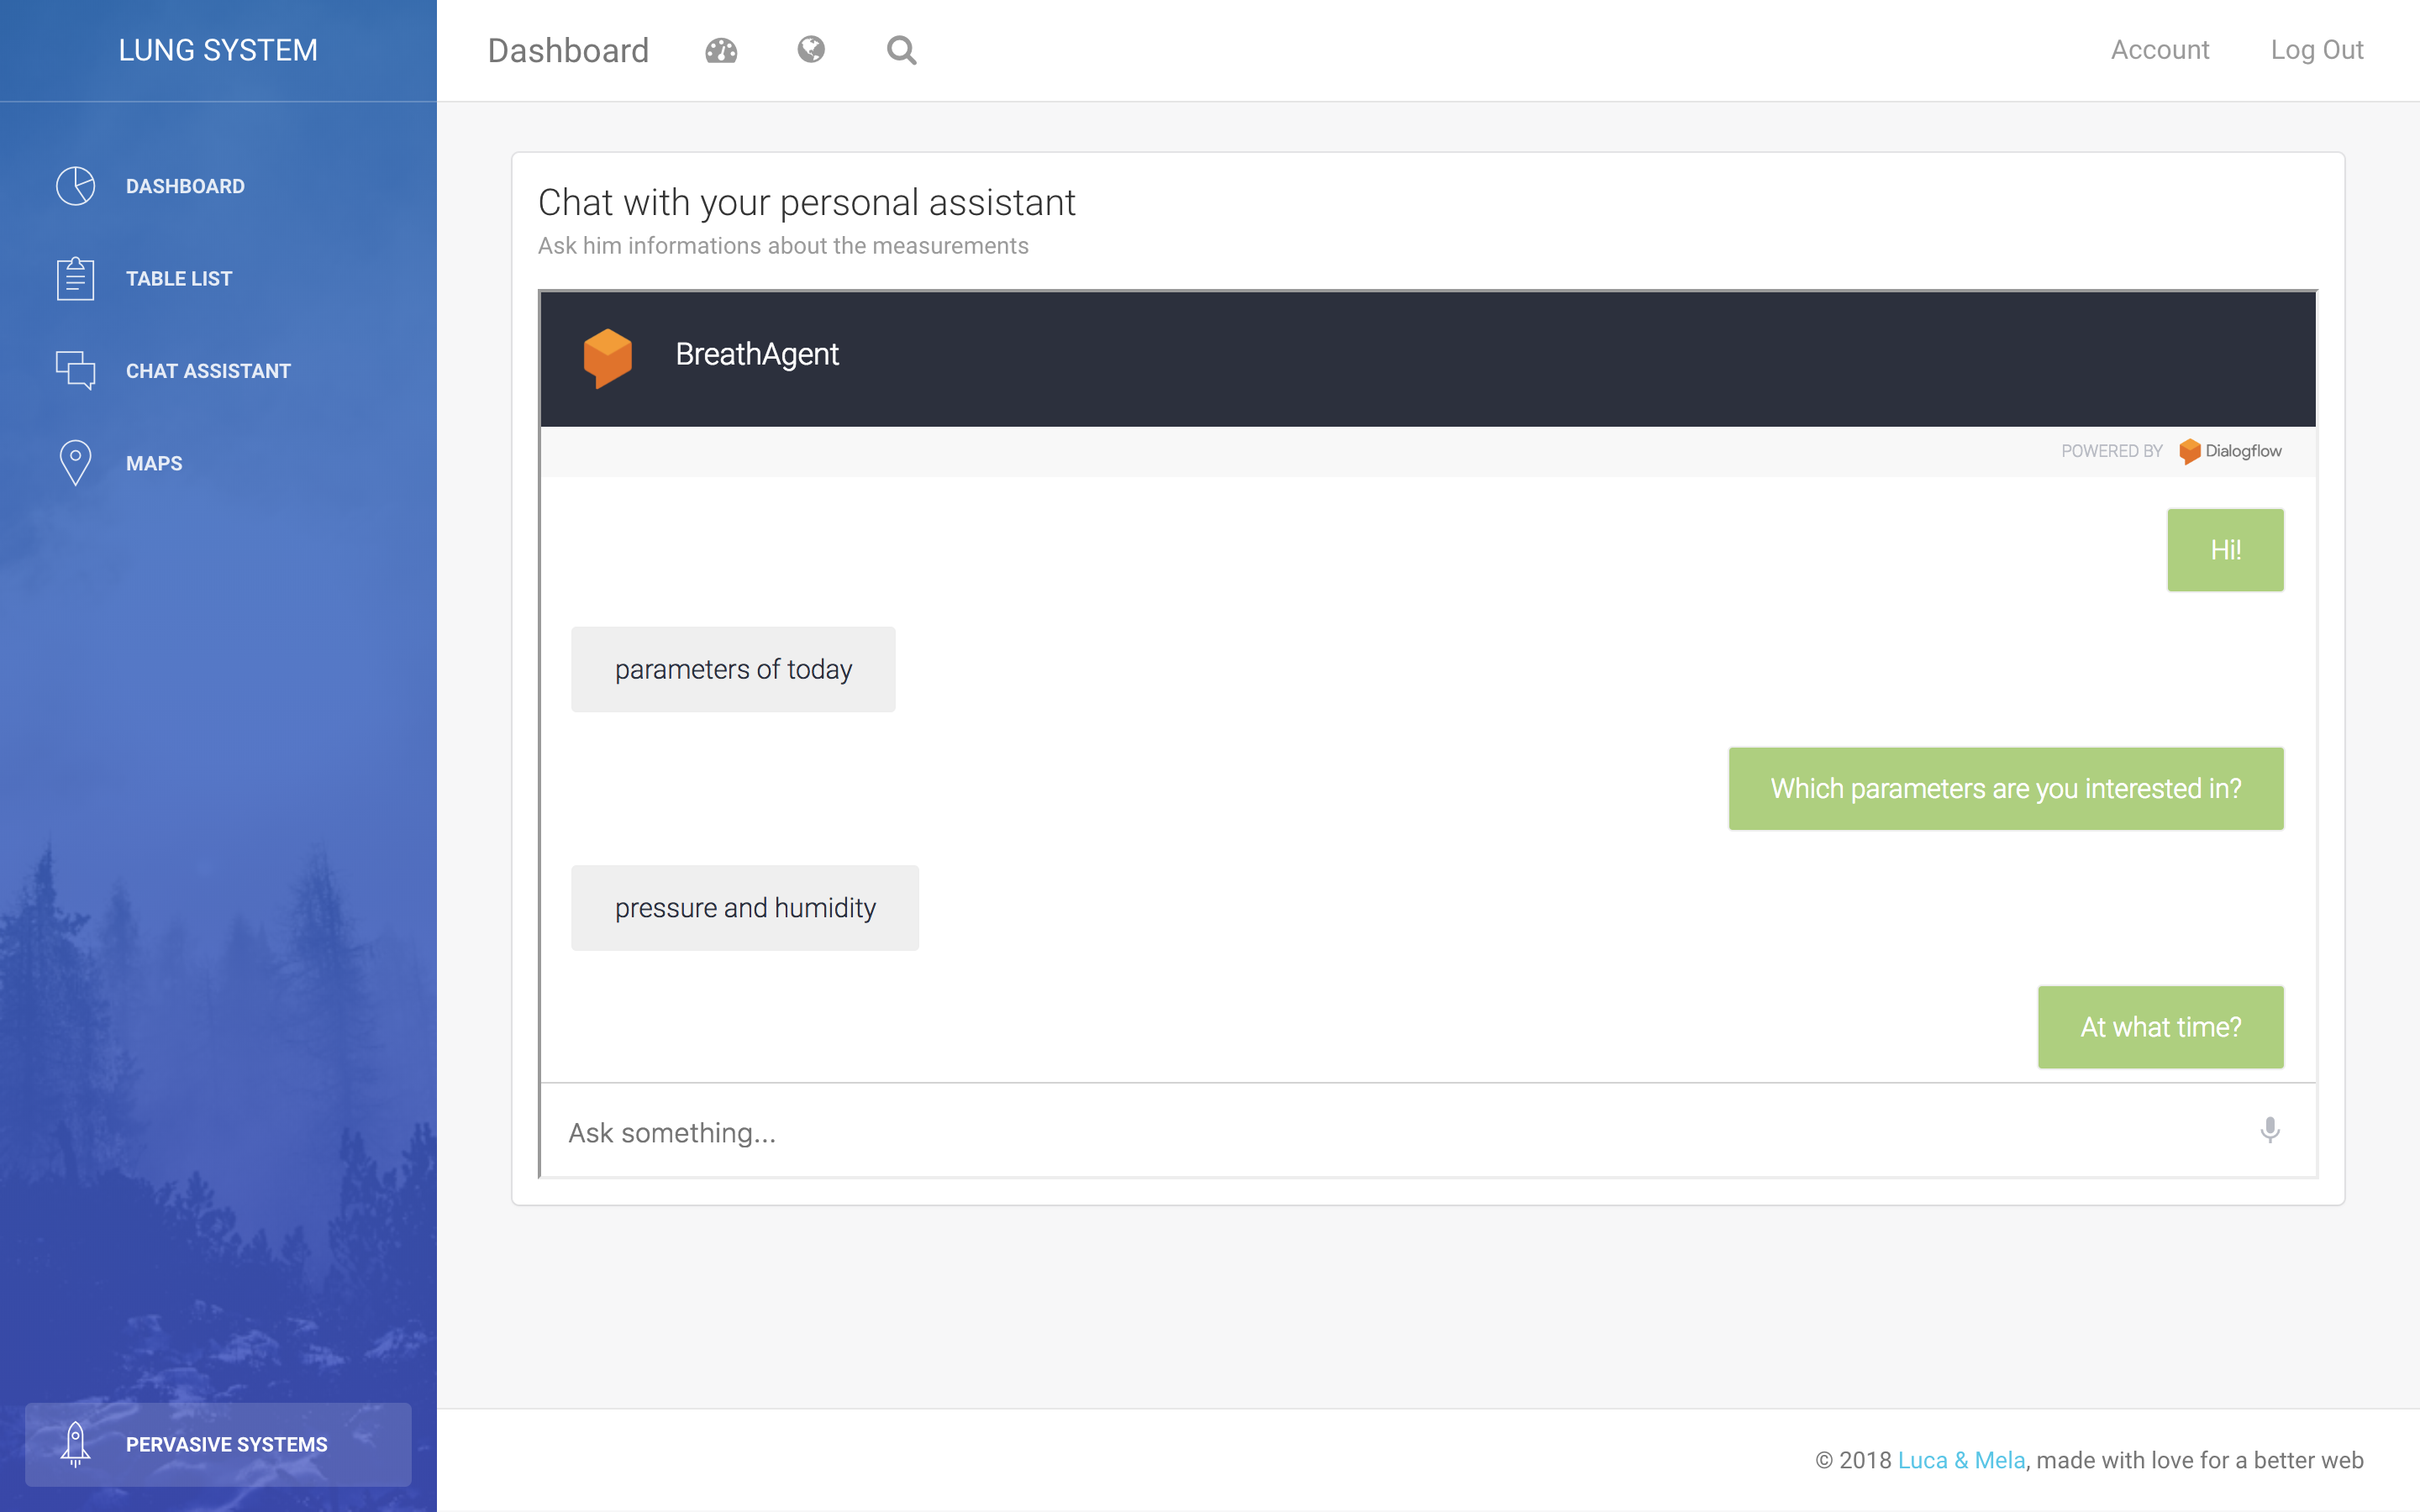 LUNG SYSTEM
DASHBOARD
TABLE LIST
CHAT ASSISTANT
MAPS
PERVASIVE SYSTEMS
Dashboard
Account
Log Out
Chat with your personal assistant
Ask him informations about the measurements
BreathAgent
POWERED BY Dialogflow
Hi!
parameters of today
Which parameters are you interested in?
pressure and humidity
At what time?
Ask something...
© 2018 Luca & Mela, made with love for a better web